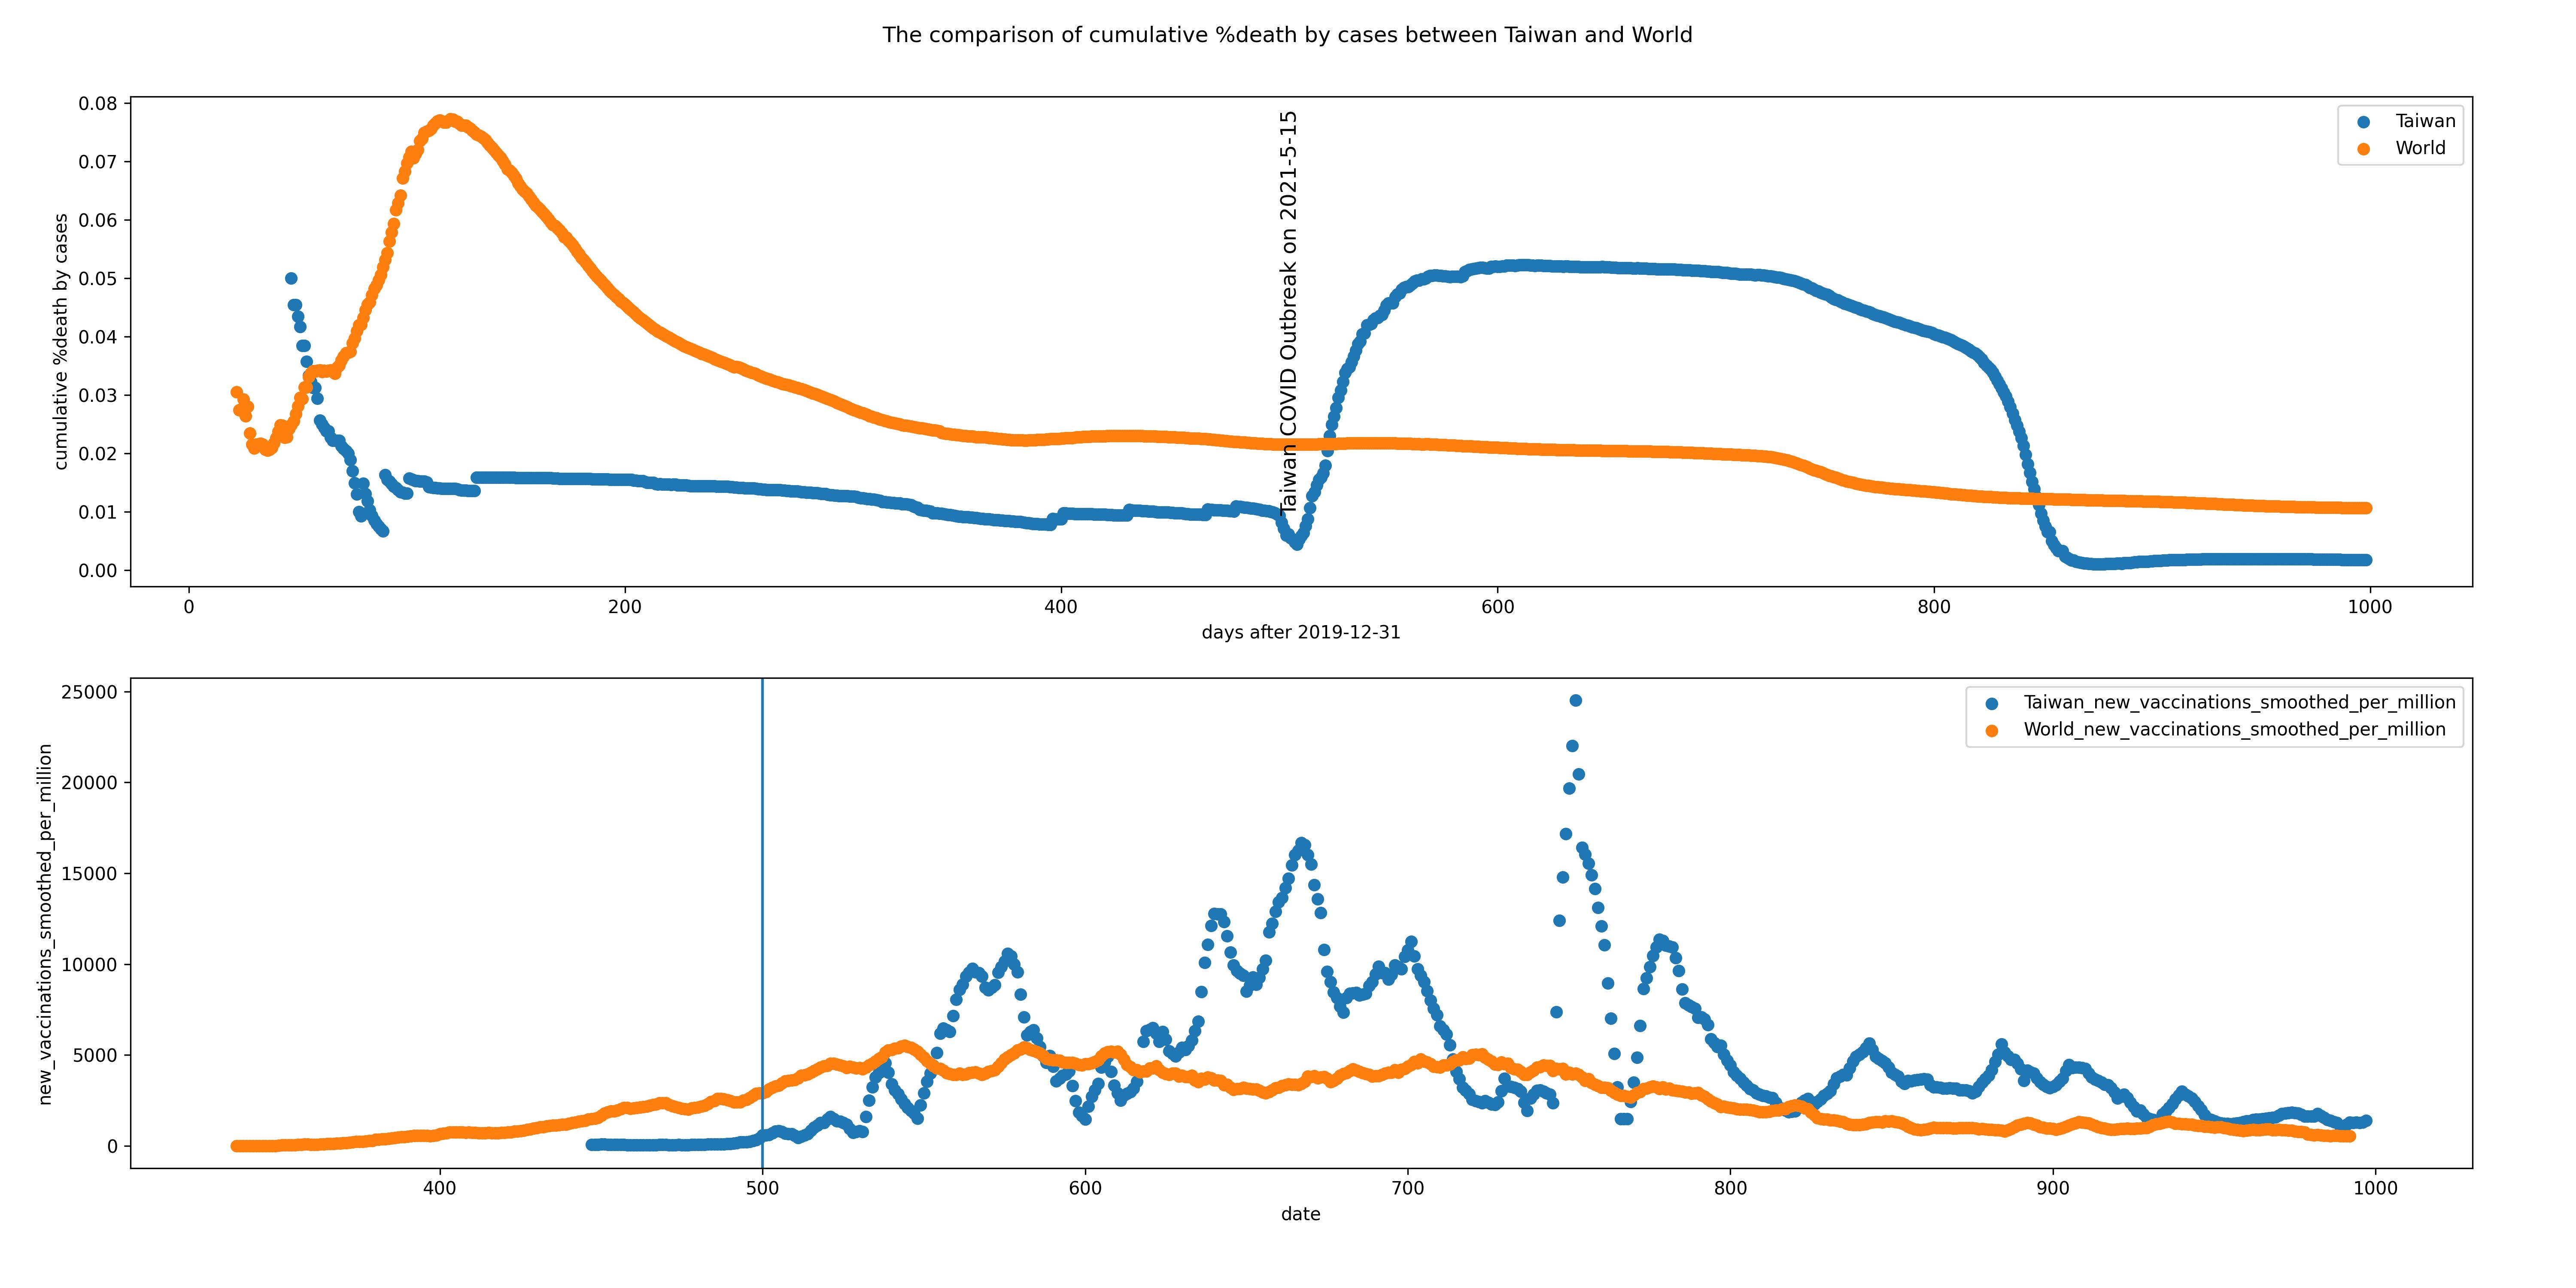 The comparison of cumulative %death by cases between Taiwan and World
cumulative %death by cases
0.08
0.07
0.06
0.05
0.04
0.03
0.02
0.01
0.00
Taiwan COVID Outbreak on 2021-5-15
Taiwan
World
0 200 400 600 800 1000
days after 2019-12-31
new_vaccinations_smoothed_per_million
25000
20000
15000
10000
5000
0
Taiwan_new_vaccinations_smoothed_per_million
World_new_vaccinations_smoothed_per_million
400 500 600 700 800 900 1000
date